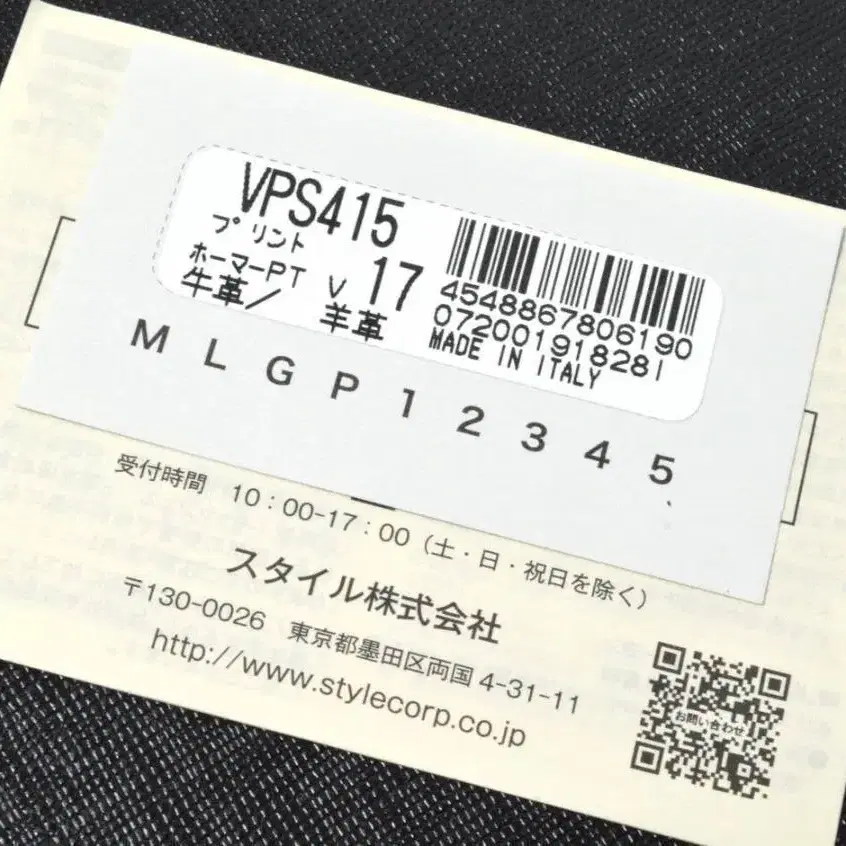 VPS415
プリント
ホーマーPT V 17
牛革/ 羊革
4548867806190
072001918281
MADE IN ITALY
M L G P 1 2 3 4 5
受付時間 10:00-17:00(土・日・祝日を除く)
スタイル株式会社
〒130-0026 東京都墨田区両国 4-31-11
http://www.stylecorp.co.jp
お問い合わせ